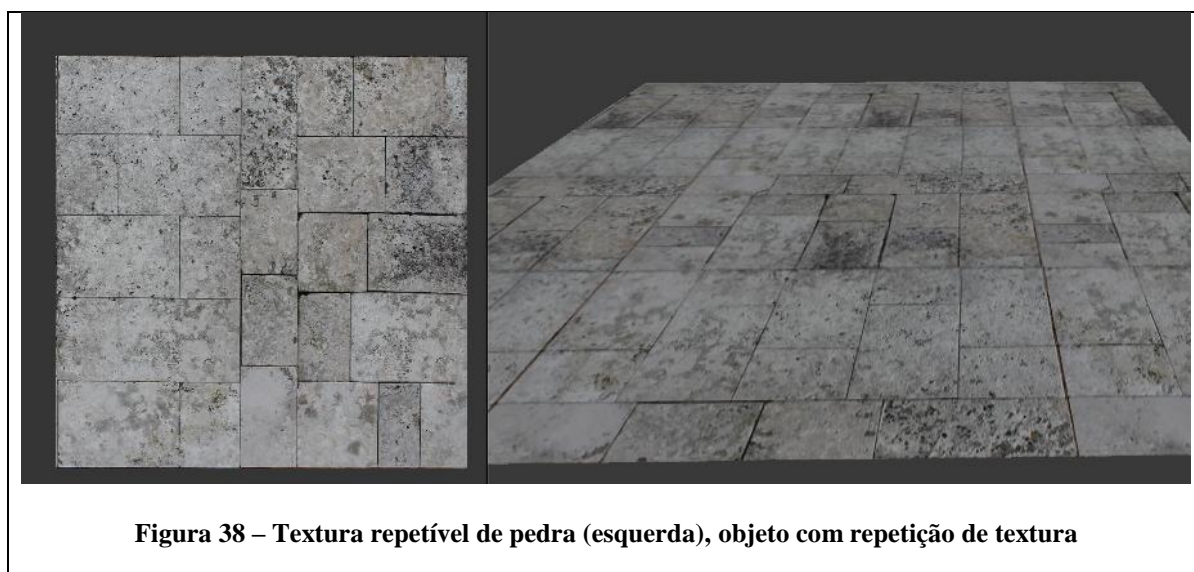 Figura 38 – Textura repetível de pedra (esquerda), objeto com repetição de textura